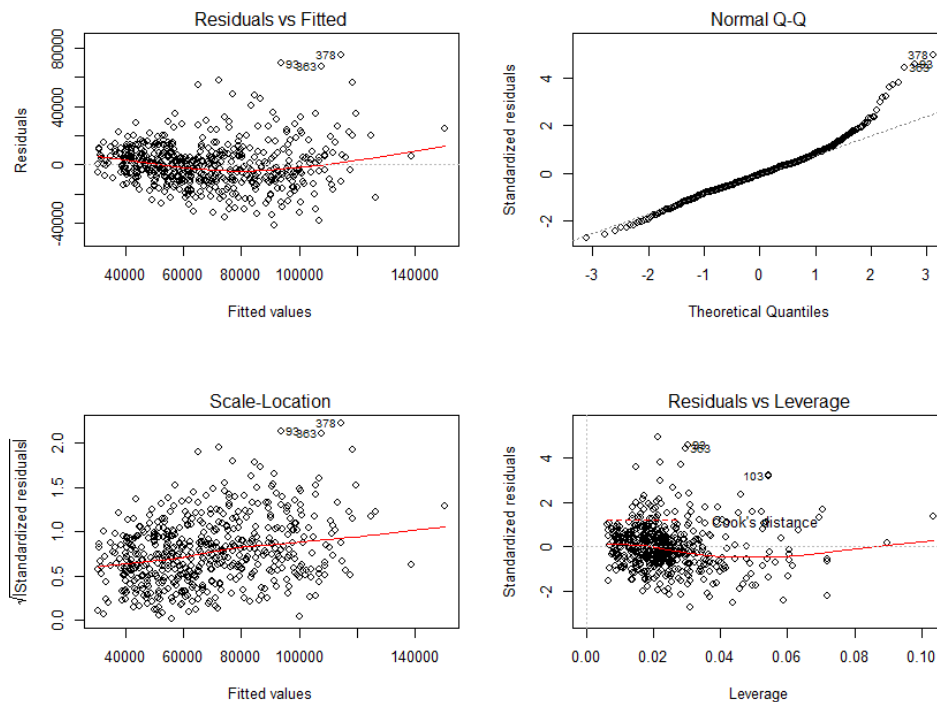 Residuals vs Fitted
Residuals
-40000 0 40000 80000
93
363
378
40000 60000 80000 100000 140000
Fitted values
Normal Q-Q
Standardized residuals
-2 0 2 4
378
93
363
-3 -2 -1 0 1 2 3
Theoretical Quantiles
Scale-Location
√|Standardized residuals|
0.0 0.5 1.0 1.5 2.0
93
363
378
40000 60000 80000 100000 140000
Fitted values
Residuals vs Leverage
Standardized residuals
-2 0 2 4
93
363
103
Cook's distance
0.00 0.02 0.04 0.06 0.08 0.10
Leverage